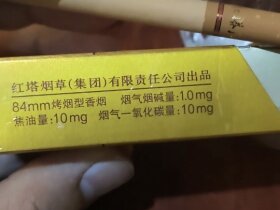 红塔烟草(集团)有限责任公司出品
84mm烤烟型香烟 烟气烟碱量:1.0mg
焦油量:10mg 烟气一氧化碳量:10mg